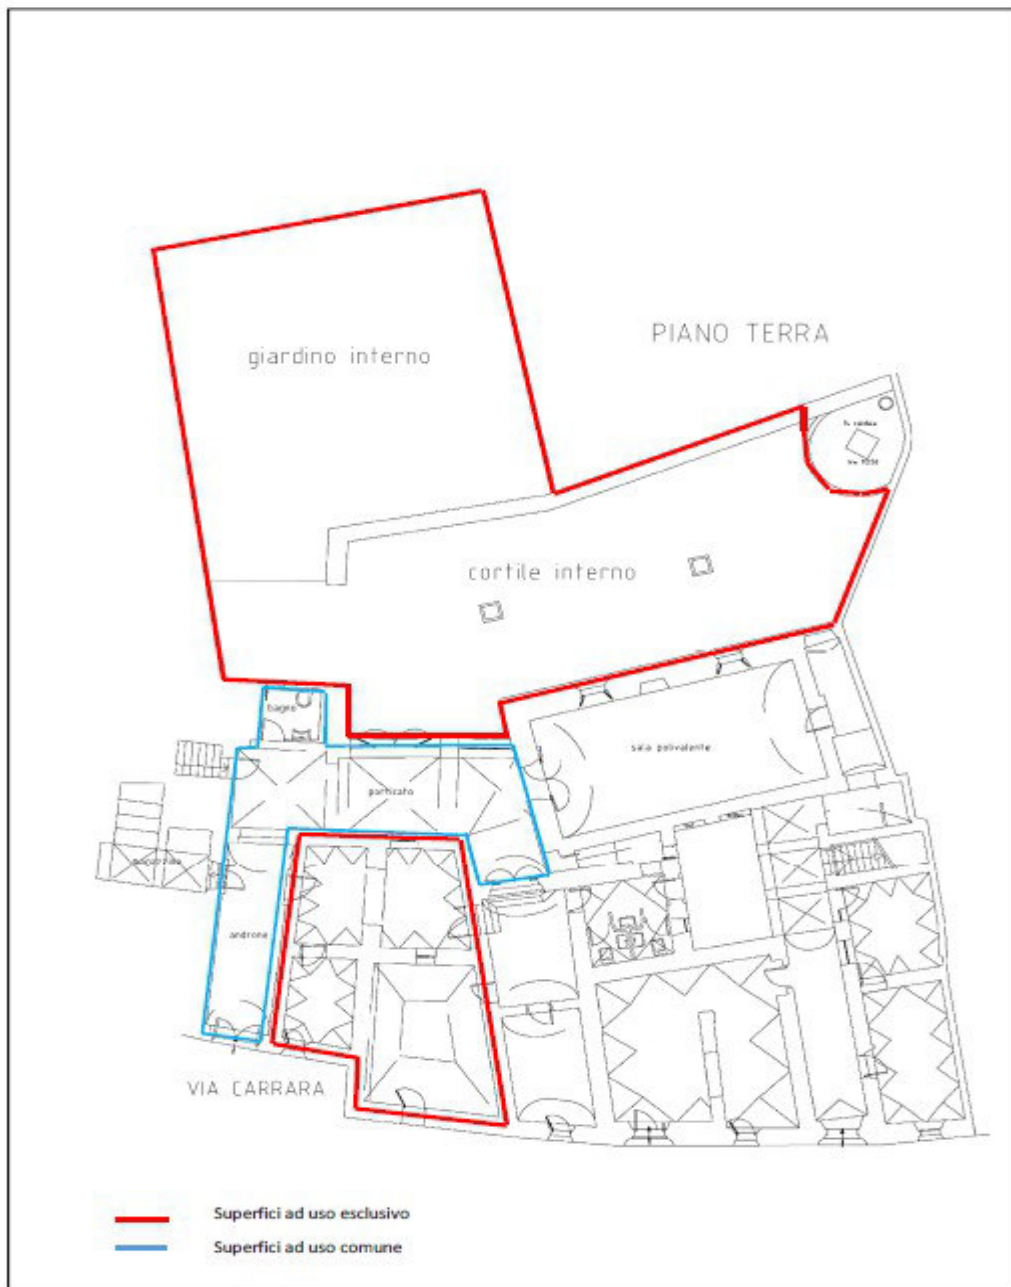 PIANO TERRA
giardino interno
cortile interno
bagno
sala polivalente
porticato
androne
VIA CARRARA
Superfici ad uso esclusivo
Superfici ad uso comune